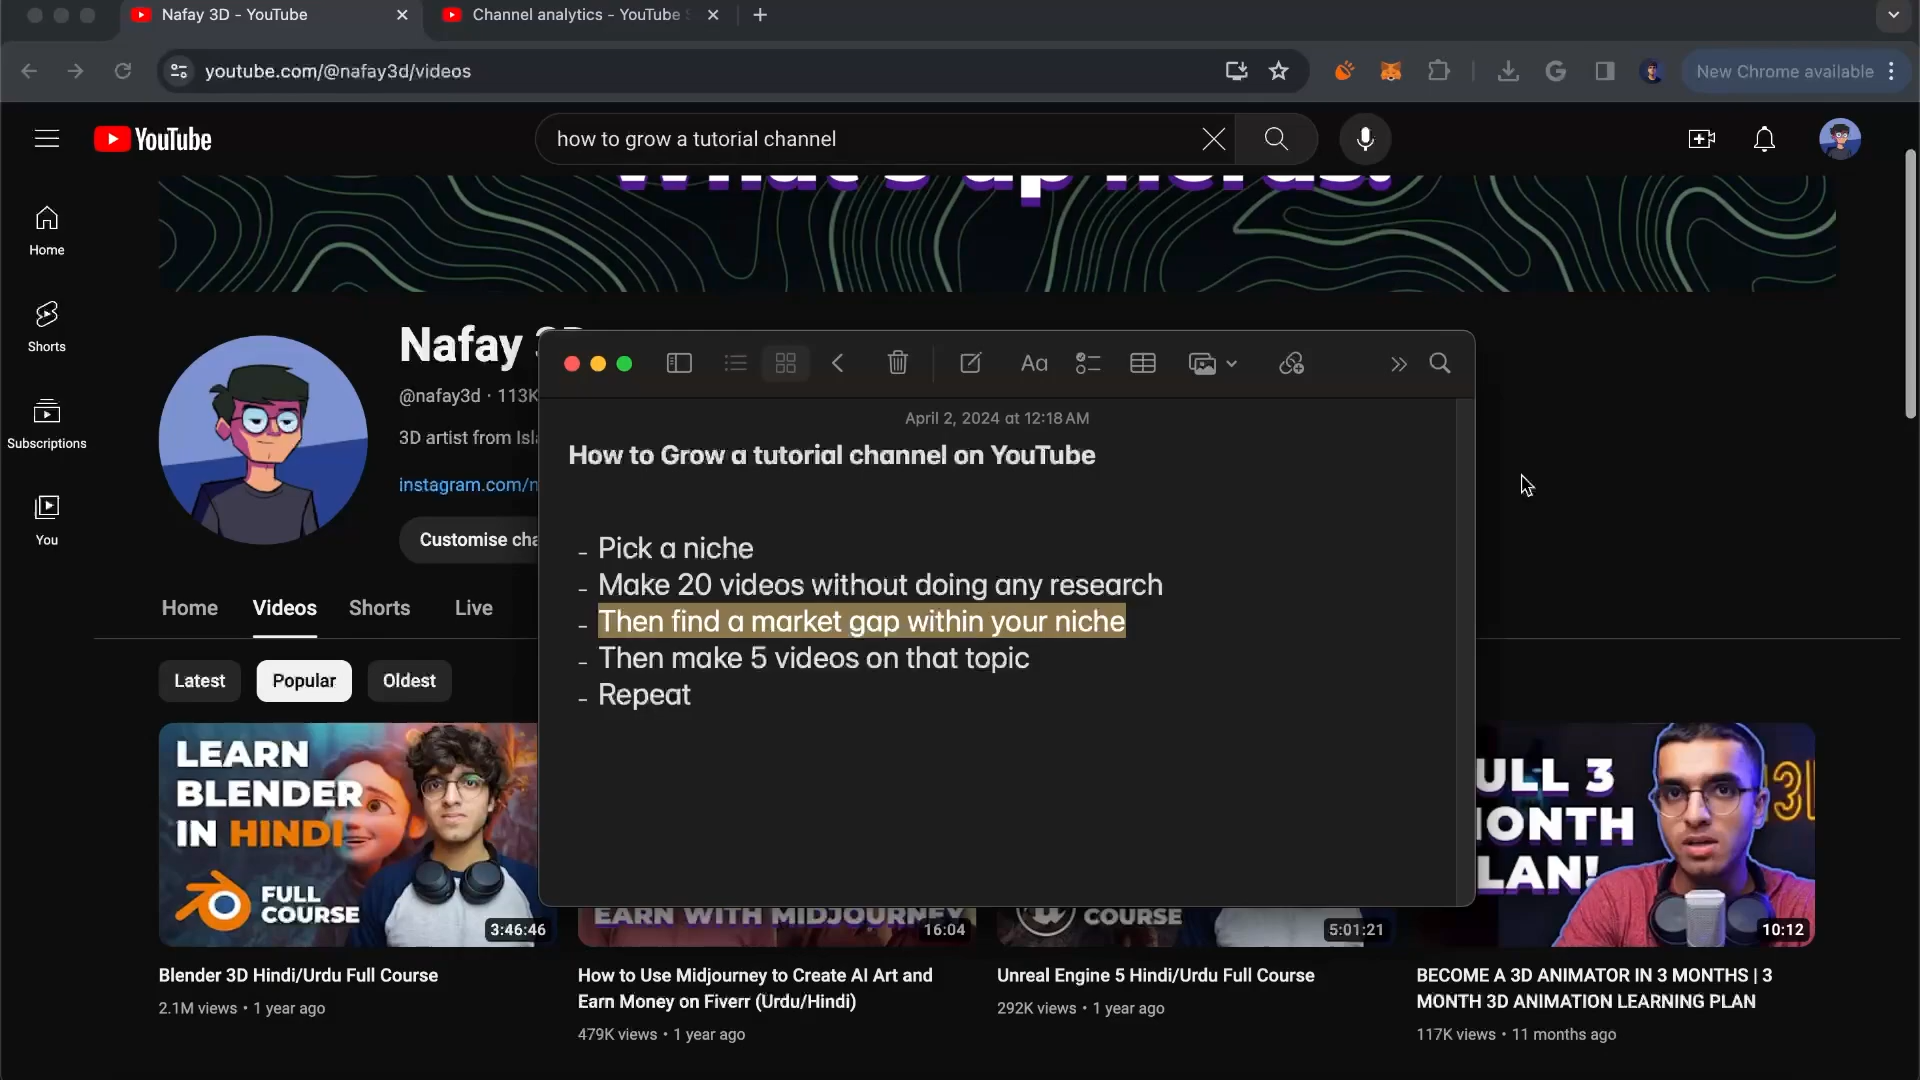 Nafay 3D - YouTube
Channel analytics - YouTube S
youtube.com/@nafay3d/videos
New Chrome available
YouTube
how to grow a tutorial channel
What's up nerds!
Home
Shorts
Subscriptions
You
Nafay 3D
@nafay3d · 113K
3D artist from Isla
instagram.com/n
Customise cha
Home
Videos
Shorts
Live
Latest
Popular
Oldest
Aa
April 2, 2024 at 12:18 AM
How to Grow a tutorial channel on YouTube
- Pick a niche
- Make 20 videos without doing any research
- Then find a market gap within your niche
- Then make 5 videos on that topic
- Repeat
LEARN
BLENDER
IN HINDI
FULL
COURSE
3:46:46
EARN WITH MIDJOURNEY
16:04
COURSE
5:01:21
ULL 3
MONTH
LAN!
3D
10:12
Blender 3D Hindi/Urdu Full Course
2.1M views · 1 year ago
How to Use Midjourney to Create AI Art and
Earn Money on Fiverr (Urdu/Hindi)
479K views · 1 year ago
Unreal Engine 5 Hindi/Urdu Full Course
292K views · 1 year ago
BECOME A 3D ANIMATOR IN 3 MONTHS | 3
MONTH 3D ANIMATION LEARNING PLAN
117K views · 11 months ago